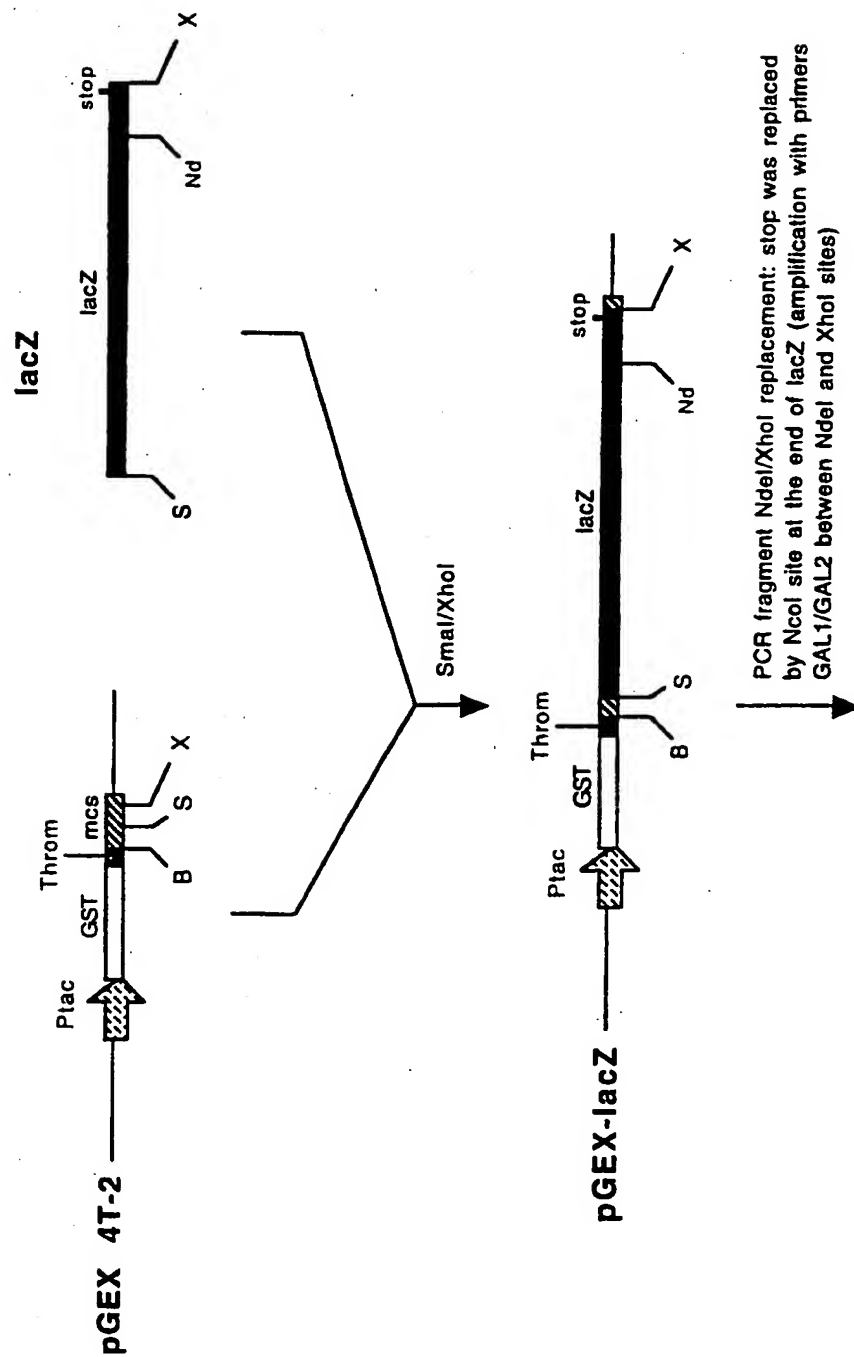 lacZ
stop
lacZ
S
Nd
X
pGEX 4T-2
Ptac
GST
Throm
mcs
B
S
X
SmaI/XhoI
pGEX-lacZ
Ptac
GST
Throm
lacZ
stop
B
S
Nd
X
PCR fragment NdeI/XhoI replacement: stop was replaced
by NcoI site at the end of lacZ (amplification with primers
GAL1/GAL2 between NdeI and XhoI sites)